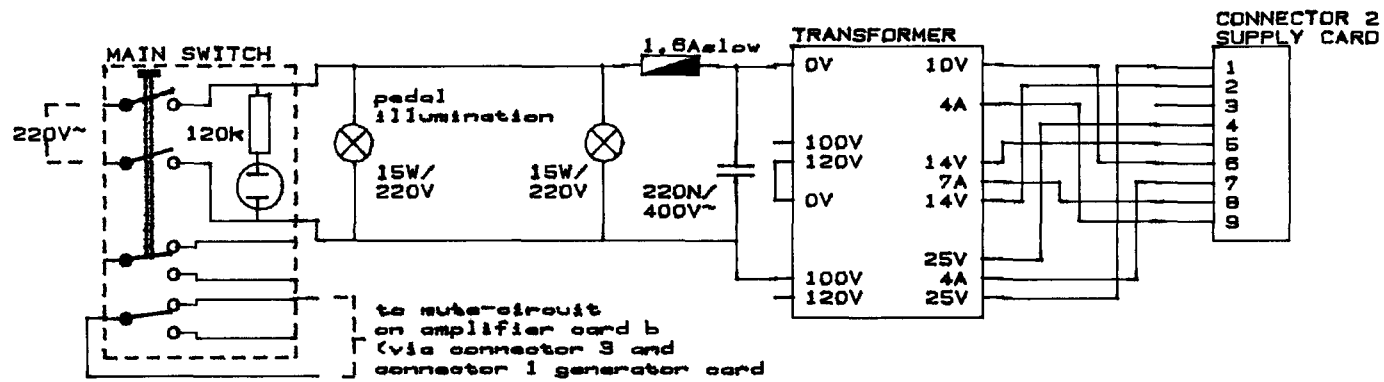 CONNECTOR 2
SUPPLY CARD
TRANSFORMER
MAIN SWITCH
1,6Aslow
220V~
120k
pedal
illumination
15W/
220V
15W/
220V
220N/
400V~
0V
100V
120V
0V
100V
120V
10V
4A
14V
7A
14V
25V
4A
25V
1
2
3
4
5
6
7
8
9
to mute-circuit
on amplifier card b
(via connector 3 and
connector 1 generator card